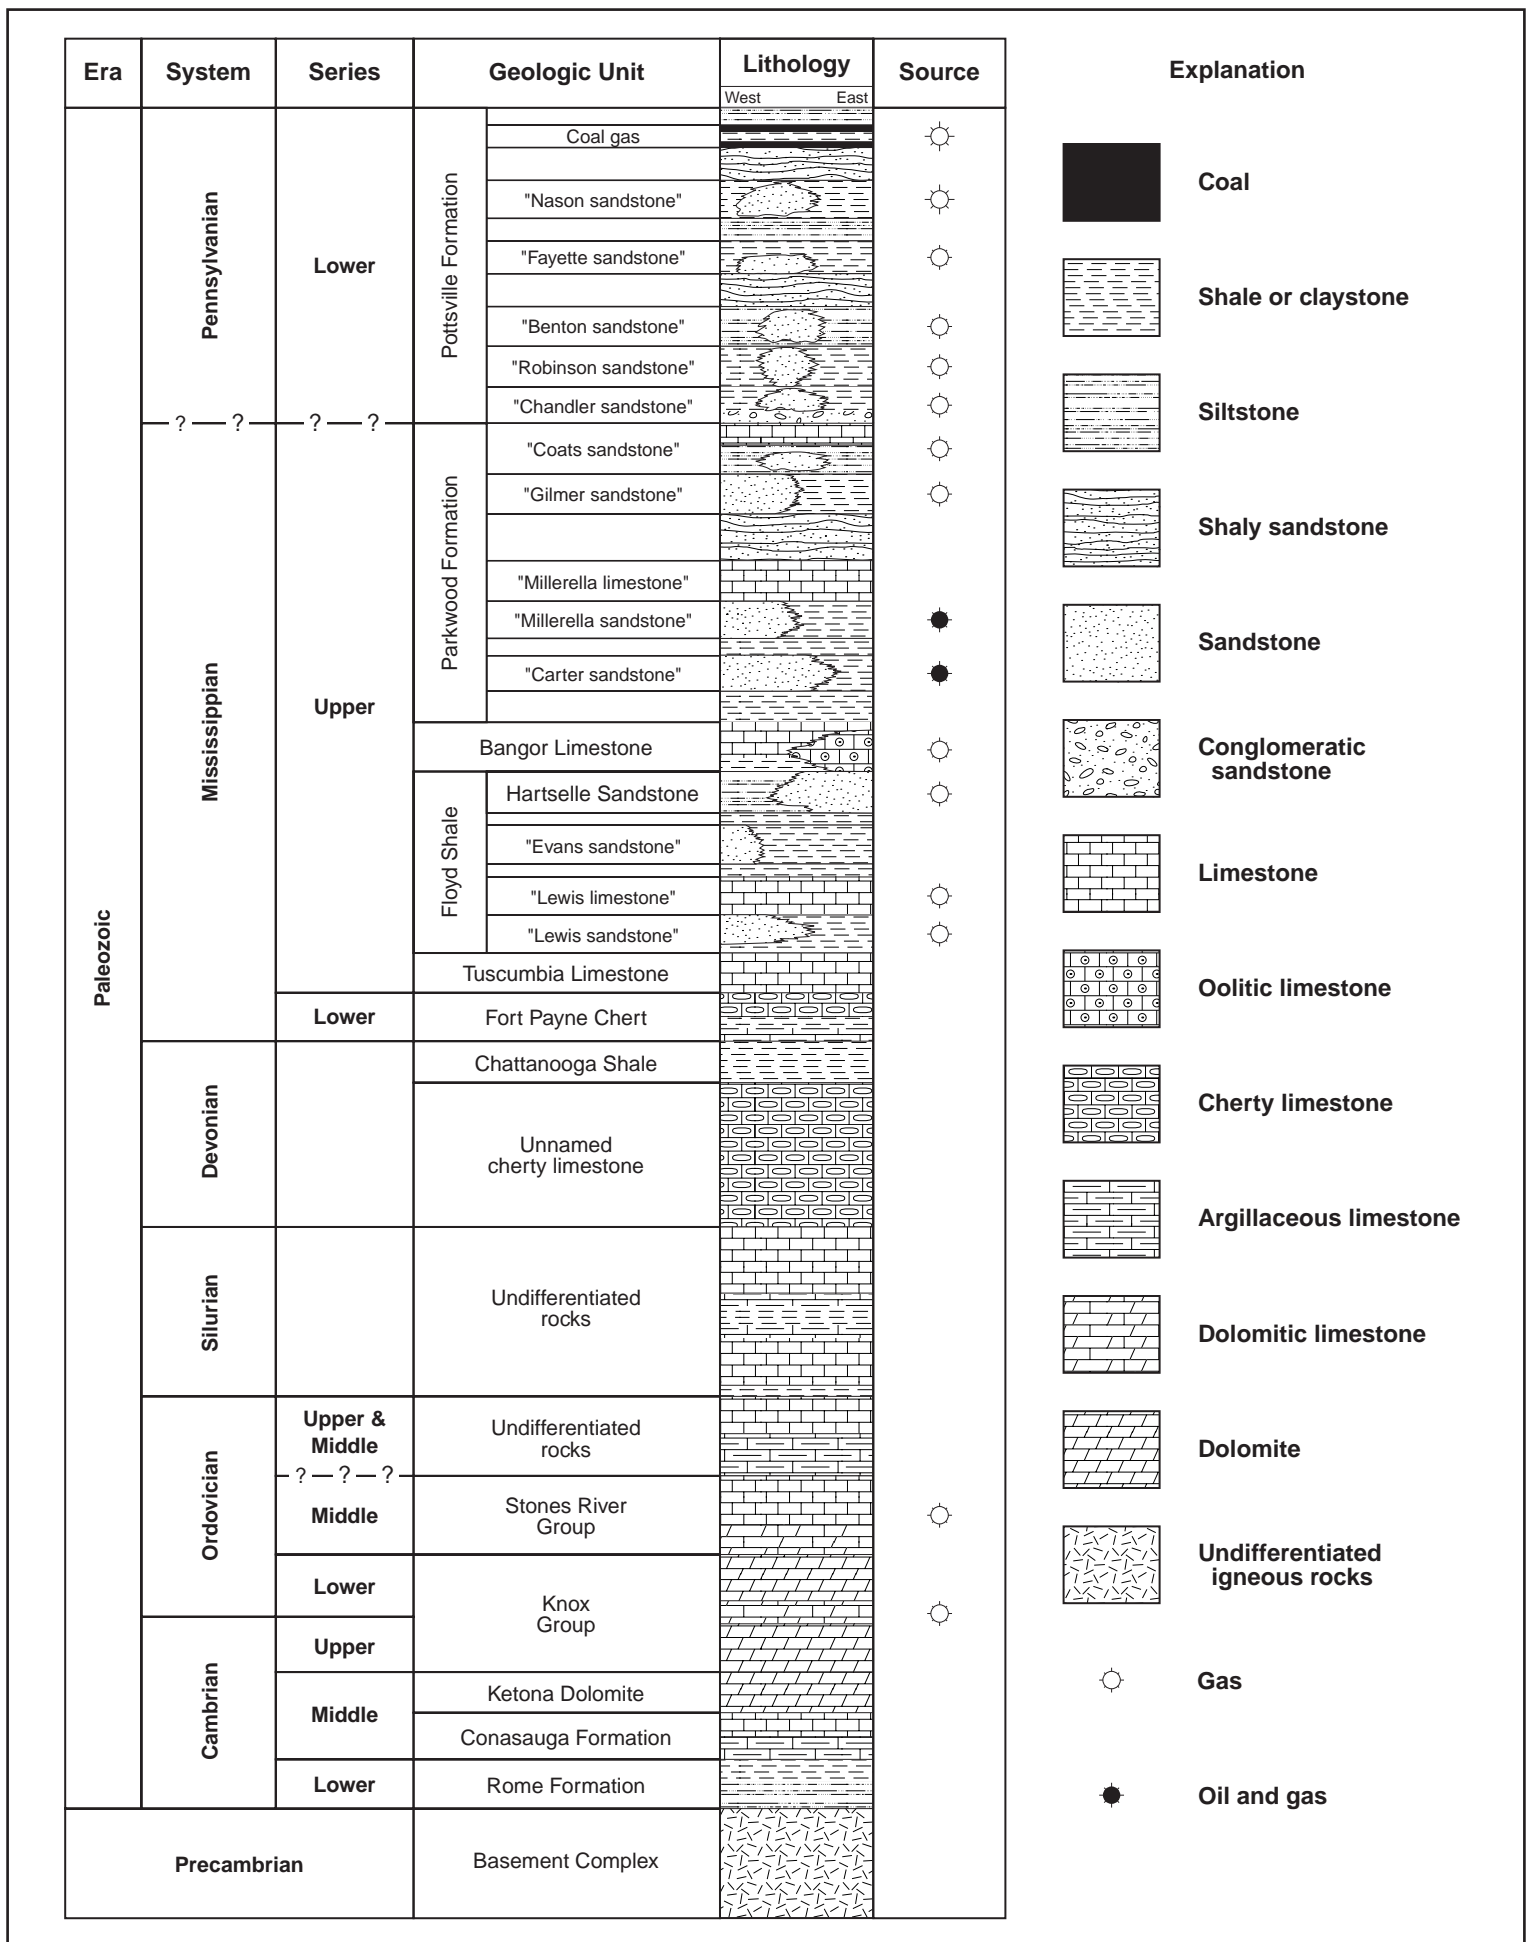 Era
System
Series
Geologic Unit
Lithology
West East
Source
Explanation
Paleozoic
Pennsylvanian
Lower
Pottsville Formation
Coal gas
"Nason sandstone"
"Fayette sandstone"
"Benton sandstone"
"Robinson sandstone"
"Chandler sandstone"
? ? ? ?
Mississippian
Upper
Parkwood Formation
"Coats sandstone"
"Gilmer sandstone"
"Millerella limestone"
"Millerella sandstone"
"Carter sandstone"
Bangor Limestone
Floyd Shale
Hartselle Sandstone
"Evans sandstone"
"Lewis limestone"
"Lewis sandstone"
Tuscumbia Limestone
Lower
Fort Payne Chert
Devonian
Chattanooga Shale
Unnamed
cherty limestone
Silurian
Undifferentiated
rocks
Ordovician
Upper &
Middle
Undifferentiated
rocks
? ? ?
Middle
Stones River
Group
Lower
Knox
Group
Cambrian
Upper
Middle
Ketona Dolomite
Conasauga Formation
Lower
Rome Formation
Precambrian
Basement Complex
Coal
Shale or claystone
Siltstone
Shaly sandstone
Sandstone
Conglomeratic
sandstone
Limestone
Oolitic limestone
Cherty limestone
Argillaceous limestone
Dolomitic limestone
Dolomite
Undifferentiated
igneous rocks
Gas
Oil and gas